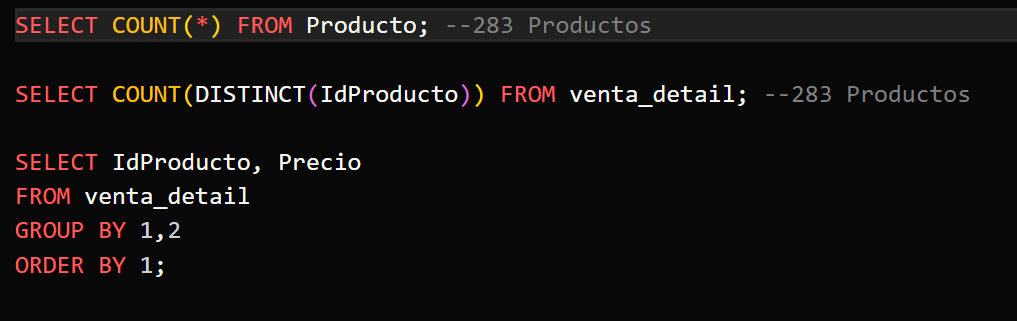 SELECT COUNT(*) FROM Producto; --283 Productos
SELECT COUNT(DISTINCT(IdProducto)) FROM venta_detail; --283 Productos
SELECT IdProducto, Precio
FROM venta_detail
GROUP BY 1,2
ORDER BY 1;